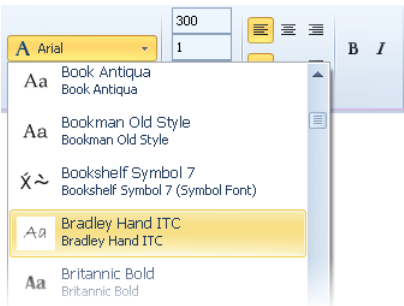 300
A Arial
1
B I
Aa Book Antiqua
Book Antiqua
Aa Bookman Old Style
Bookman Old Style
Bookshelf Symbol 7
Bookshelf Symbol 7 (Symbol Font)
Aa Bradley Hand ITC
Bradley Hand ITC
Aa Britannic Bold
Britannic Bold